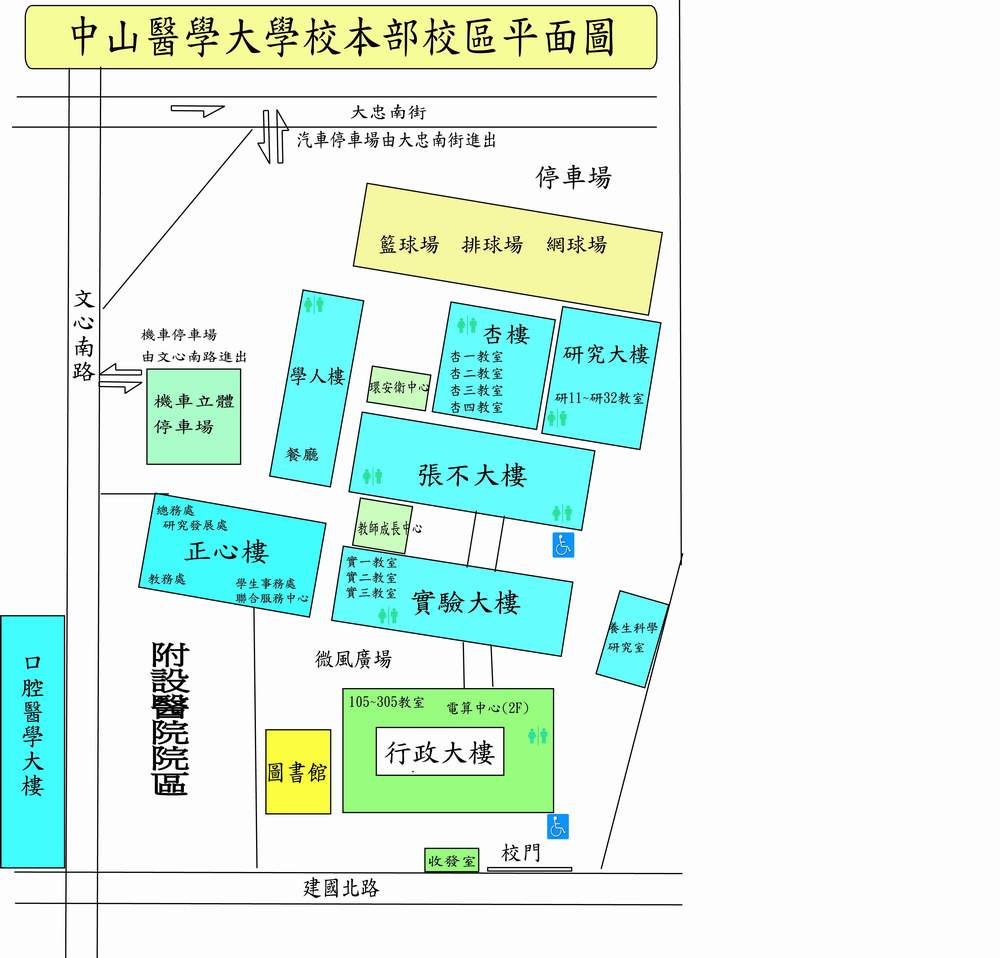 中山醫學大學校本部校區平面圖
大忠南街
汽車停車場由大忠南街進出
停車場
籃球場 排球場 網球場
文心南路
機車停車場
由文心南路進出
機車立體
停車場
學人樓
餐廳
環安衛中心
杏樓
杏一教室
杏二教室
杏三教室
杏四教室
研究大樓
研11~研32教室
張不大樓
教師成長中心
總務處
研究發展處
正心樓
教務處
學生事務處
聯合服務中心
實一教室
實二教室
實三教室
實驗大樓
養生科學
研究室
口腔醫學大樓
附設醫院院區
微風廣場
105~305教室
電算中心(2F)
行政大樓
圖書館
收發室
校門
建國北路